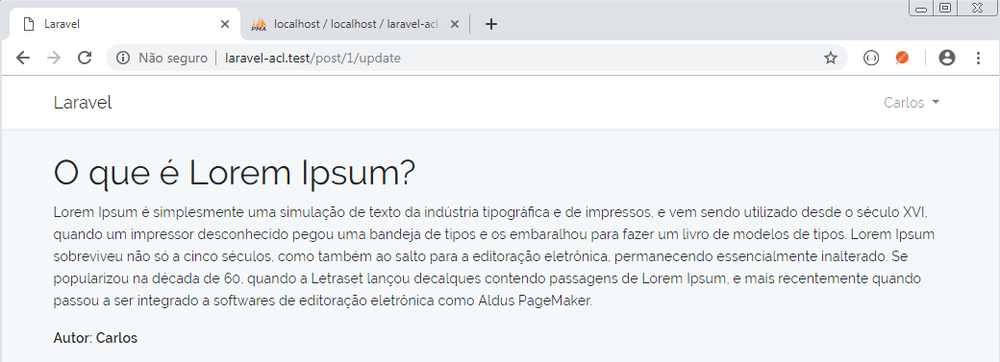 Laravel
PMA localhost / localhost / laravel-acl
Não seguro laravel-acl.test/post/1/update
Laravel Carlos
O que é Lorem Ipsum?
Lorem Ipsum é simplesmente uma simulação de texto da indústria tipográfica e de impressos, e vem sendo utilizado desde o século XVI,
quando um impressor desconhecido pegou uma bandeja de tipos e os embaralhou para fazer um livro de modelos de tipos. Lorem Ipsum
sobreviveu não só a cinco séculos, como também ao salto para a editoração eletrônica, permanecendo essencialmente inalterado. Se
popularizou na década de 60, quando a Letraset lançou decalques contendo passagens de Lorem Ipsum, e mais recentemente quando
passou a ser integrado a softwares de editoração eletrônica como Aldus PageMaker.
Autor: Carlos